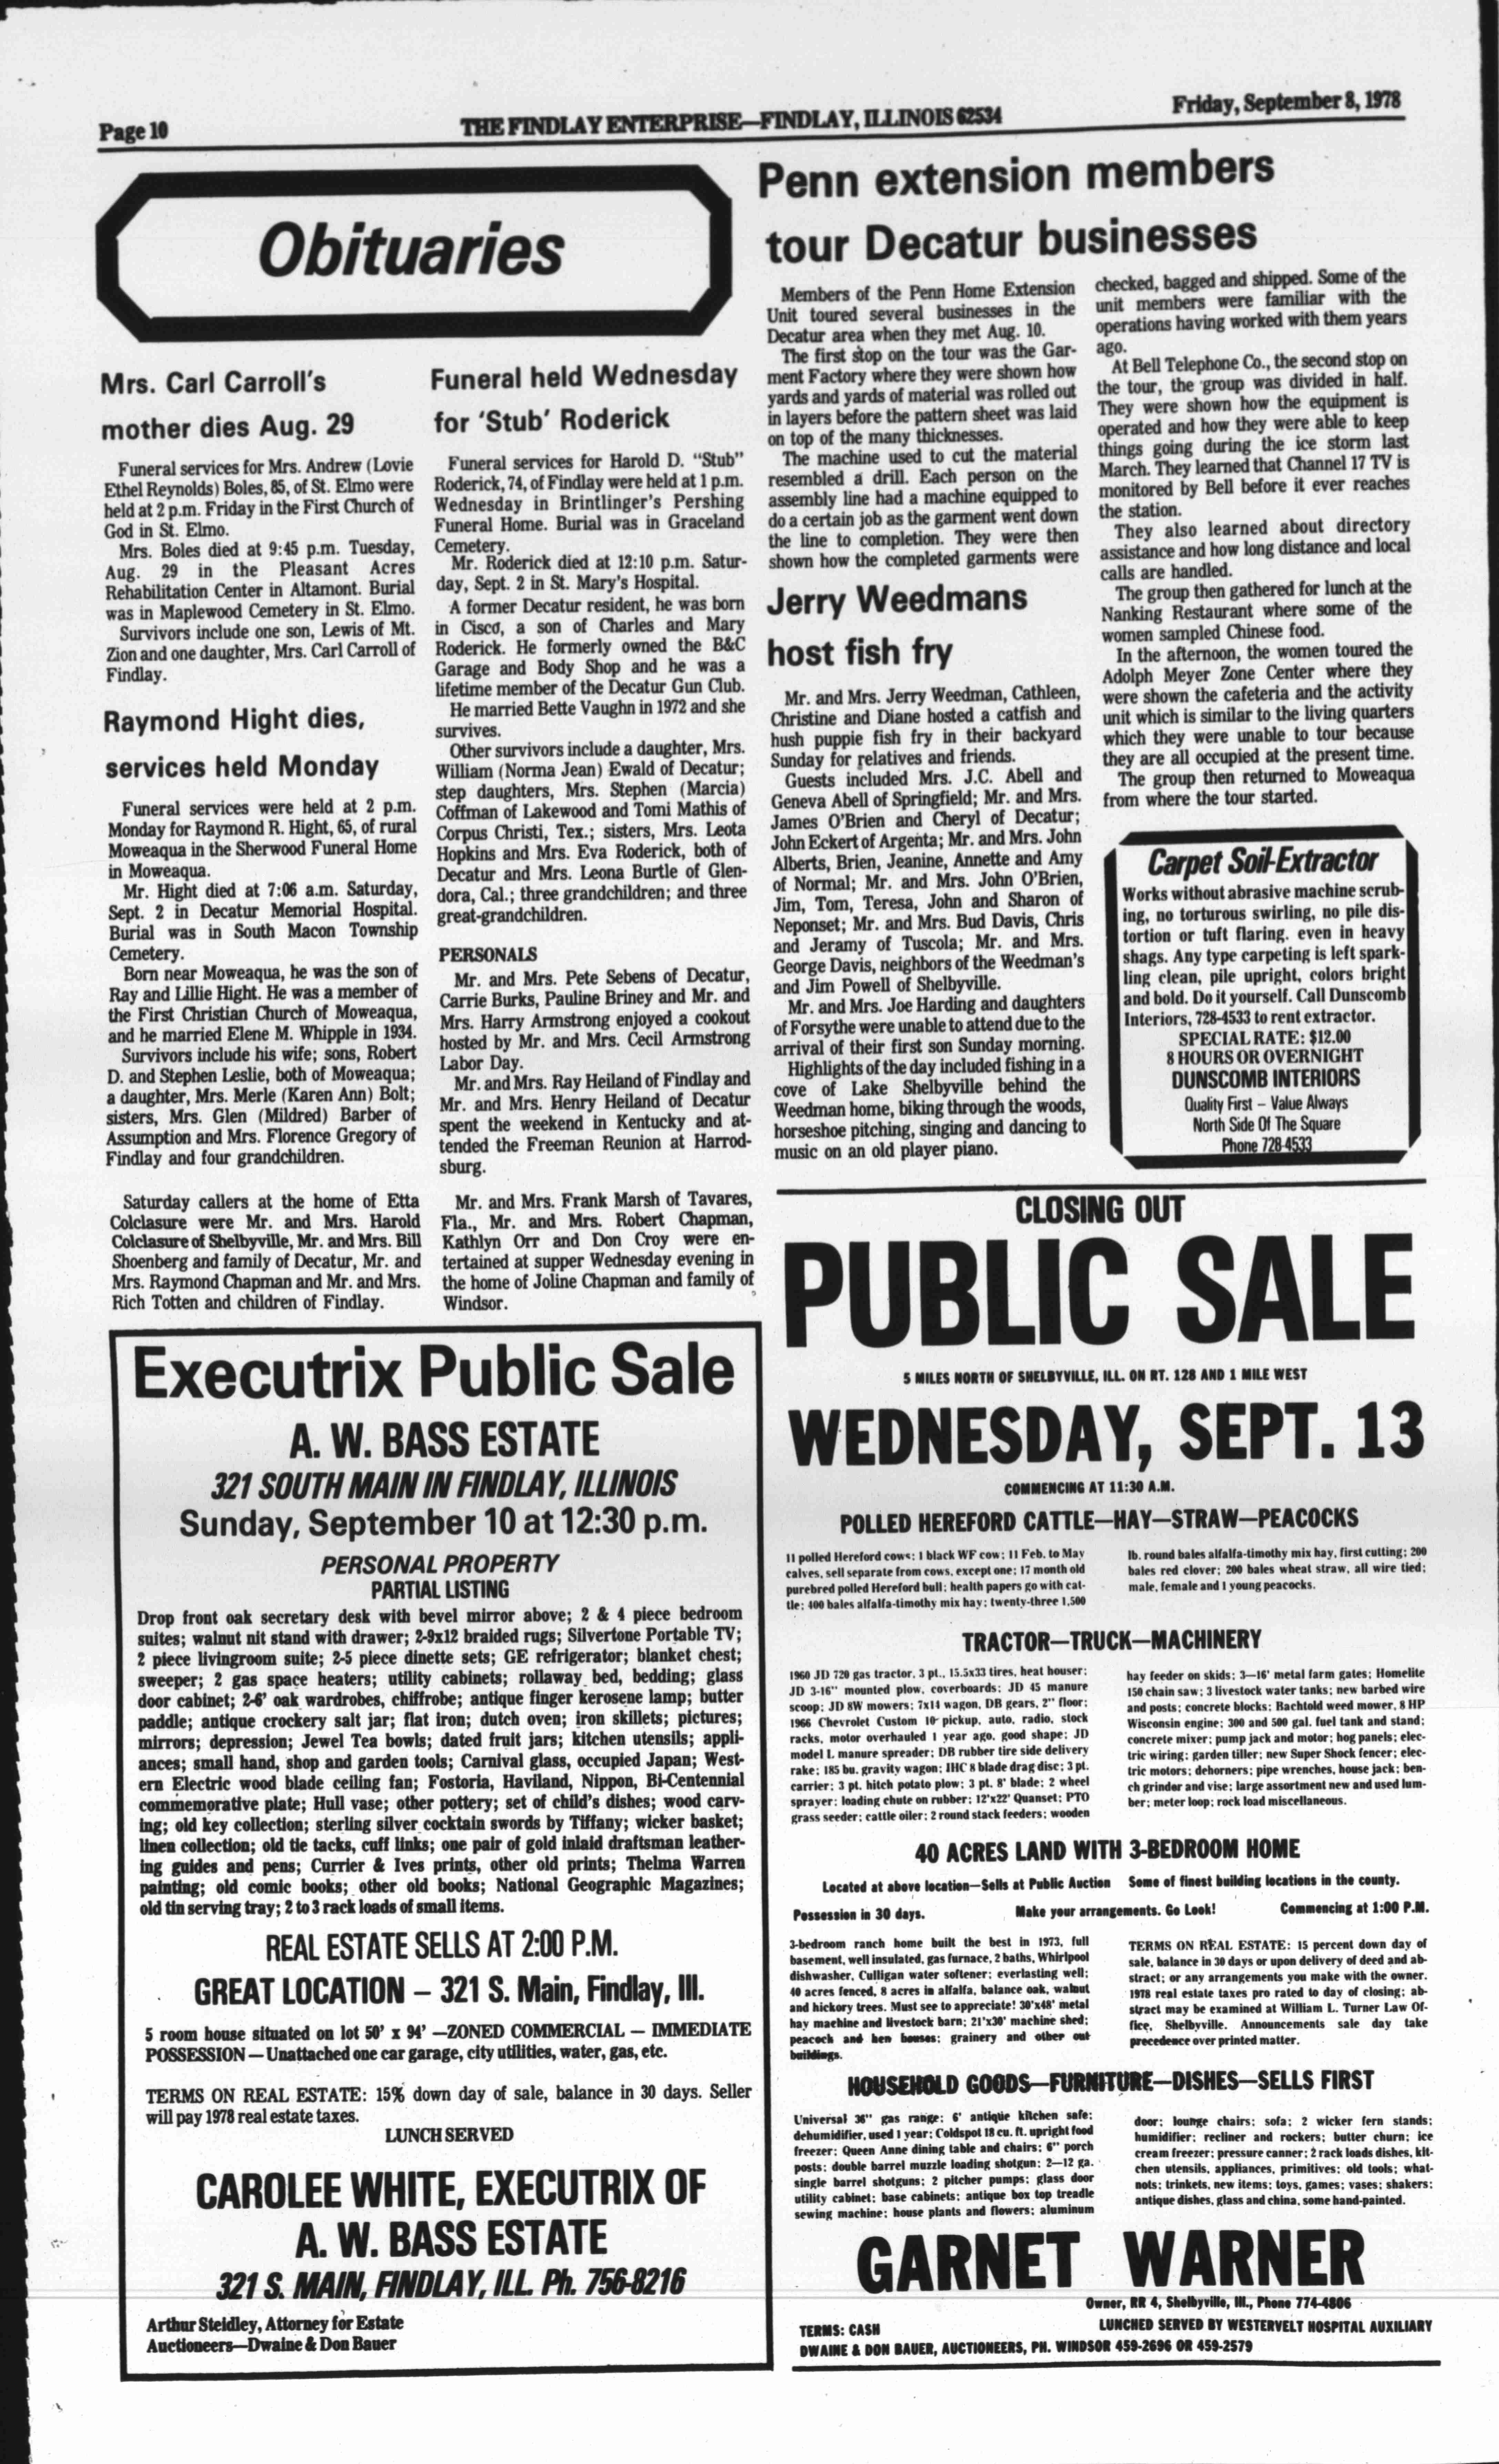 Page 10
THE FINDLAY ENTERPRISE—FINDLAY, ILLINOIS 62534
Friday, September 8, 1978
Obituaries
Mrs. Carl Carroll's
mother dies Aug. 29
Funeral services for Mrs. Andrew (Lovie
Ethel Reynolds) Boles, 85, of St. Elmo were
held at 2 p.m. Friday in the First Church of
God in St. Elmo.
Mrs. Boles died at 9:45 p.m. Tuesday,
Aug. 29 in the Pleasant Acres
Rehabilitation Center in Altamont. Burial
was in Maplewood Cemetery in St. Elmo.
Survivors include one son, Lewis of Mt.
Zion and one daughter, Mrs. Carl Carroll of
Findlay.
Raymond Hight dies,
services held Monday
Funeral services were held at 2 p.m.
Monday for Raymond R. Hight, 65, of rural
Moweaqua in the Sherwood Funeral Home
in Moweaqua.
Mr. Hight died at 7:06 a.m. Saturday,
Sept. 2 in Decatur Memorial Hospital.
Burial was in South Macon Township
Cemetery.
Born near Moweaqua, he was the son of
Ray and Lillie Hight. He was a member of
the First Christian Church of Moweaqua,
and he married Elene M. Whipple in 1934.
Survivors include his wife; sons, Robert
D. and Stephen Leslie, both of Moweaqua;
a daughter, Mrs. Merle (Karen Ann) Bolt;
sisters, Mrs. Glen (Mildred) Barber of
Assumption and Mrs. Florence Gregory of
Findlay and four grandchildren.
Saturday callers at the home of Etta
Colclasure were Mr. and Mrs. Harold
Colclasure of Shelbyville, Mr. and Mrs. Bill
Shoenberg and family of Decatur, Mr. and
Mrs. Raymond Chapman and Mr. and Mrs.
Rich Totten and children of Findlay.
Funeral held Wednesday
for 'Stub' Roderick
Funeral services for Harold D. "Stub"
Roderick, 74, of Findlay were held at 1 p.m.
Wednesday in Brintlinger's Pershing
Funeral Home. Burial was in Graceland
Cemetery.
Mr. Roderick died at 12:10 p.m. Satur-
day, Sept. 2 in St. Mary's Hospital.
A former Decatur resident, he was born
in Cisco, a son of Charles and Mary
Roderick. He formerly owned the B&C
Garage and Body Shop and he was a
lifetime member of the Decatur Gun Club.
He married Bette Vaughn in 1972 and she
survives.
Other survivors include a daughter, Mrs.
William (Norma Jean) Ewald of Decatur;
step daughters, Mrs. Stephen (Marcia)
Coffman of Lakewood and Tomi Mathis of
Corpus Christi, Tex.; sisters, Mrs. Leota
Hopkins and Mrs. Eva Roderick, both of
Decatur and Mrs. Leona Burtle of Glen-
dora, Cal.; three grandchildren; and three
great-grandchildren.
PERSONALS
Mr. and Mrs. Pete Sebens of Decatur,
Carrie Burks, Pauline Briney and Mr. and
Mrs. Harry Armstrong enjoyed a cookout
hosted by Mr. and Mrs. Cecil Armstrong
Labor Day.
Mr. and Mrs. Ray Heiland of Findlay and
Mr. and Mrs. Henry Heiland of Decatur
spent the weekend in Kentucky and at-
tended the Freeman Reunion at Harrod-
sburg.
Mr. and Mrs. Frank Marsh of Tavares,
Fla., Mr. and Mrs. Robert Chapman,
Kathlyn Orr and Don Croy were en-
tertained at supper Wednesday evening in
the home of Joline Chapman and family of
Windsor.
Penn extension members
tour Decatur businesses
Members of the Penn Home Extension
Unit toured several businesses in the
Decatur area when they met Aug. 10.
The first stop on the tour was the Gar-
ment Factory where they were shown how
yards and yards of material was rolled out
in layers before the pattern sheet was laid
on top of the many thicknesses.
The machine used to cut the material
resembled a drill. Each person on the
assembly line had a machine equipped to
do a certain job as the garment went down
the line to completion. They were then
shown how the completed garments were
checked, bagged and shipped. Some of the
unit members were familiar with the
operations having worked with them years
ago.
At Bell Telephone Co., the second stop on
the tour, the group was divided in half.
They were shown how the equipment is
operated and how they were able to keep
things going during the ice storm last
March. They learned that Channel 17 TV is
monitored by Bell before it ever reaches
the station.
They also learned about directory
assistance and how long distance and local
calls are handled.
The group then gathered for lunch at the
Nanking Restaurant where some of the
women sampled Chinese food.
In the afternoon, the women toured the
Adolph Meyer Zone Center where they
were shown the cafeteria and the activity
unit which is similar to the living quarters
which they were unable to tour because
they are all occupied at the present time.
The group then returned to Moweaqua
from where the tour started.
Jerry Weedmans
host fish fry
Mr. and Mrs. Jerry Weedman, Cathleen,
Christine and Diane hosted a catfish and
hush puppie fish fry in their backyard
Sunday for relatives and friends.
Guests included Mrs. J.C. Abell and
Geneva Abell of Springfield; Mr. and Mrs.
James O'Brien and Cheryl of Decatur;
John Eckert of Argenta; Mr. and Mrs. John
Alberts, Brien, Jeanine, Annette and Amy
of Normal; Mr. and Mrs. John O'Brien,
Jim, Tom, Teresa, John and Sharon of
Neponset; Mr. and Mrs. Bud Davis, Chris
and Jeramy of Tuscola; Mr. and Mrs.
George Davis, neighbors of the Weedman's
and Jim Powell of Shelbyville.
Mr. and Mrs. Joe Harding and daughters
of Forsythe were unable to attend due to the
arrival of their first son Sunday morning.
Highlights of the day included fishing in a
cove of Lake Shelbyville behind the
Weedman home, biking through the woods,
horseshoe pitching, singing and dancing to
music on an old player piano.
Carpet Soil-Extractor
Works without abrasive machine scrub-
ing, no torturous swirling, no pile dis-
tortion or tuft flaring. even in heavy
shags. Any type carpeting is left spark-
ling clean, pile upright, colors bright
and bold. Do it yourself. Call Dunscomb
Interiors, 728-4533 to rent extractor.
SPECIAL RATE: $12.00
8 HOURS OR OVERNIGHT
DUNSCOMB INTERIORS
Quality First – Value Always
North Side Of The Square
Phone 728-4533
Executrix Public Sale
A. W. BASS ESTATE
321 SOUTH MAIN IN FINDLAY, ILLINOIS
Sunday, September 10 at 12:30 p.m.
PERSONAL PROPERTY
PARTIAL LISTING
Drop front oak secretary desk with bevel mirror above; 2 & 4 piece bedroom
suites; walnut nit stand with drawer; 2-9x12 braided rugs; Silvertone Portable TV;
2 piece livingroom suite; 2-5 piece dinette sets; GE refrigerator; blanket chest;
sweeper; 2 gas space heaters; utility cabinets; rollaway bed, bedding; glass
door cabinet; 2-6' oak wardrobes, chiffrobe; antique finger kerosene lamp; butter
paddle; antique crockery salt jar; flat iron; dutch oven; iron skillets; pictures;
mirrors; depression; Jewel Tea bowls; dated fruit jars; kitchen utensils; appli-
ances; small hand, shop and garden tools; Carnival glass, occupied Japan; West-
ern Electric wood blade ceiling fan; Fostoria, Haviland, Nippon, Bi-Centennial
commemorative plate; Hull vase; other pottery; set of child's dishes; wood carv-
ing; old key collection; sterling silver cocktain swords by Tiffany; wicker basket;
linen collection; old tie tacks, cuff links; one pair of gold inlaid draftsman leather-
ing guides and pens; Currier & Ives prints, other old prints; Thelma Warren
painting; old comic books; other old books; National Geographic Magazines;
old tin serving tray; 2 to 3 rack loads of small items.
REAL ESTATE SELLS AT 2:00 P.M.
GREAT LOCATION – 321 S. Main, Findlay, Ill.
5 room house situated on lot 50' x 94' —ZONED COMMERCIAL — IMMEDIATE
POSSESSION — Unattached one car garage, city utilities, water, gas, etc.
TERMS ON REAL ESTATE: 15% down day of sale, balance in 30 days. Seller
will pay 1978 real estate taxes.
LUNCH SERVED
CAROLEE WHITE, EXECUTRIX OF
A. W. BASS ESTATE
321 S. MAIN, FINDLAY, ILL. Ph. 756-8216
Arthur Steidley, Attorney for Estate
Auctioneers—Dwaine & Don Bauer
CLOSING OUT
PUBLIC SALE
5 MILES NORTH OF SHELBYVILLE, ILL. ON RT. 128 AND 1 MILE WEST
WEDNESDAY, SEPT. 13
COMMENCING AT 11:30 A.M.
POLLED HEREFORD CATTLE—HAY—STRAW—PEACOCKS
11 polled Hereford cows; 1 black WF cow; 11 Feb. to May
calves, sell separate from cows, except one; 17 month old
purebred polled Hereford bull; health papers go with cat-
tle; 400 bales alfalfa-timothy mix hay; twenty-three 1,500
lb. round bales alfalfa-timothy mix hay, first cutting; 200
bales red clover; 200 bales wheat straw, all wire tied;
male, female and 1 young peacocks.
TRACTOR—TRUCK—MACHINERY
1960 JD 720 gas tractor, 3 pt., 15.5x33 tires, heat houser;
JD 3-16" mounted plow, coverboards; JD 45 manure
scoop; JD 8W mowers; 7x14 wagon, DB gears, 2" floor;
1966 Chevrolet Custom 10 pickup, auto, radio, stock
racks, motor overhauled 1 year ago, good shape; JD
model L manure spreader; DB rubber tire side delivery
rake; 185 bu. gravity wagon; IHC 8 blade drag disc; 3 pt.
carrier; 3 pt. hitch potato plow; 3 pt. 8' blade; 2 wheel
sprayer; loading chute on rubber; 12'x22' Quanset; PTO
grass seeder; cattle oiler; 2 round stack feeders; wooden
hay feeder on skids; 3—16' metal farm gates; Homelite
150 chain saw; 3 livestock water tanks; new barbed wire
and posts; concrete blocks; Bachtold weed mower, 8 HP
Wisconsin engine; 300 and 500 gal. fuel tank and stand;
concrete mixer; pump jack and motor; hog panels; elec-
tric wiring; garden tiller; new Super Shock fencer; elec-
tric motors; dehorners; pipe wrenches, house jack; ben-
ch grinder and vise; large assortment new and used lum-
ber; meter loop; rock load miscellaneous.
40 ACRES LAND WITH 3-BEDROOM HOME
Located at above location—Sells at Public Auction Some of finest building locations in the county.
Possession in 30 days. Make your arrangements. Go Look! Commencing at 1:00 P.M.
3-bedroom ranch home built the best in 1973, full
basement, well insulated, gas furnace, 2 baths, Whirlpool
dishwasher, Culligan water softener; everlasting well;
40 acres fenced, 8 acres in alfalfa, balance oak, walnut
and hickory trees. Must see to appreciate! 30'x48' metal
hay machine and livestock barn; 21'x30' machine shed;
peacock and hen houses; grainery and other out
buildings.
TERMS ON REAL ESTATE: 15 percent down day of
sale, balance in 30 days or upon delivery of deed and ab-
stract; or any arrangements you make with the owner.
1978 real estate taxes pro rated to day of closing; ab-
stract may be examined at William L. Turner Law Of-
fice, Shelbyville. Announcements sale day take
precedence over printed matter.
HOUSEHOLD GOODS—FURNITURE—DISHES—SELLS FIRST
Universal 36" gas range; 6' antique kitchen safe;
dehumidifier, used 1 year; Coldspot 18 cu. ft. upright food
freezer; Queen Anne dining table and chairs; 6" porch
posts; double barrel muzzle loading shotgun; 2—12 ga.
single barrel shotguns; 2 pitcher pumps; glass door
utility cabinet; base cabinets; antique box top treadle
sewing machine; house plants and flowers; aluminum
door; lounge chairs; sofa; 2 wicker fern stands;
humidifier; recliner and rockers; butter churn; ice
cream freezer; pressure canner; 2 rack loads dishes, kit-
chen utensils, appliances, primitives; old tools; what-
nots; trinkets, new items; toys, games; vases; shakers;
antique dishes, glass and china, some hand-painted.
GARNET WARNER
Owner, RR 4, Shelbyville, Ill., Phone 774-4806
TERMS: CASH
LUNCHED SERVED BY WESTERVELT HOSPITAL AUXILIARY
DWAINE & DON BAUER, AUCTIONEERS, PH. WINDSOR 459-2696 OR 459-2579